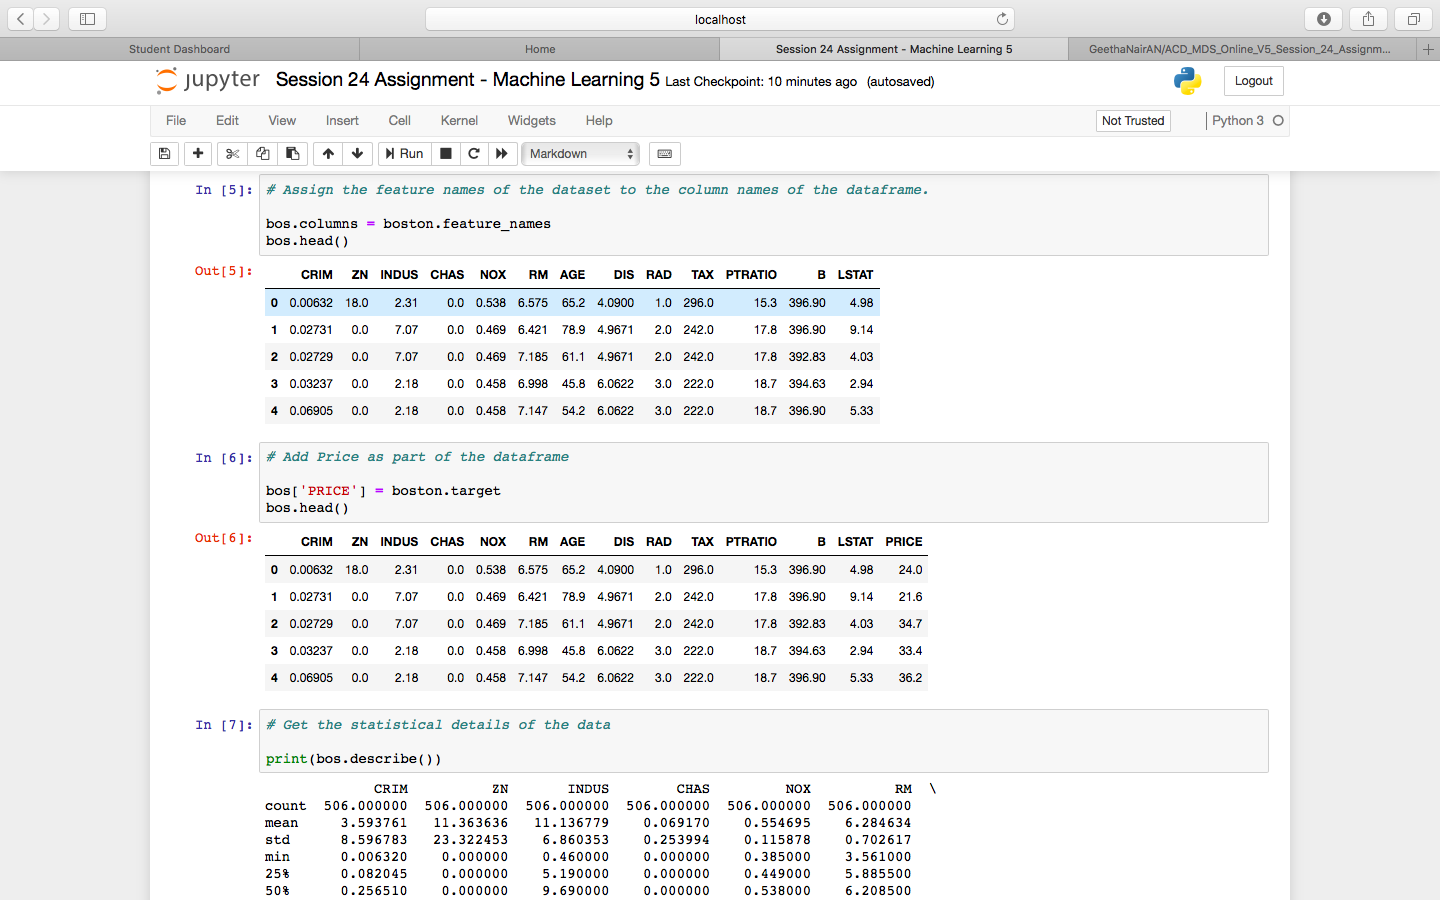 localhost
Student Dashboard
Home
Session 24 Assignment - Machine Learning 5
GeethaNairAN/ACD_MDS_Online_V5_Session_24_Assignm...
jupyter Session 24 Assignment - Machine Learning 5 Last Checkpoint: 10 minutes ago (autosaved)
Logout
File Edit View Insert Cell Kernel Widgets Help
Not Trusted
Python 3
Run
Markdown
In [5]: # Assign the feature names of the dataset to the column names of the dataframe.
bos.columns = boston.feature_names
bos.head()
Out[5]:
CRIM ZN INDUS CHAS NOX RM AGE DIS RAD TAX PTRATIO B LSTAT
0 0.00632 18.0 2.31 0.0 0.538 6.575 65.2 4.0900 1.0 296.0 15.3 396.90 4.98
1 0.02731 0.0 7.07 0.0 0.469 6.421 78.9 4.9671 2.0 242.0 17.8 396.90 9.14
2 0.02729 0.0 7.07 0.0 0.469 7.185 61.1 4.9671 2.0 242.0 17.8 392.83 4.03
3 0.03237 0.0 2.18 0.0 0.458 6.998 45.8 6.0622 3.0 222.0 18.7 394.63 2.94
4 0.06905 0.0 2.18 0.0 0.458 7.147 54.2 6.0622 3.0 222.0 18.7 396.90 5.33
In [6]: # Add Price as part of the dataframe
bos['PRICE'] = boston.target
bos.head()
Out[6]:
CRIM ZN INDUS CHAS NOX RM AGE DIS RAD TAX PTRATIO B LSTAT PRICE
0 0.00632 18.0 2.31 0.0 0.538 6.575 65.2 4.0900 1.0 296.0 15.3 396.90 4.98 24.0
1 0.02731 0.0 7.07 0.0 0.469 6.421 78.9 4.9671 2.0 242.0 17.8 396.90 9.14 21.6
2 0.02729 0.0 7.07 0.0 0.469 7.185 61.1 4.9671 2.0 242.0 17.8 392.83 4.03 34.7
3 0.03237 0.0 2.18 0.0 0.458 6.998 45.8 6.0622 3.0 222.0 18.7 394.63 2.94 33.4
4 0.06905 0.0 2.18 0.0 0.458 7.147 54.2 6.0622 3.0 222.0 18.7 396.90 5.33 36.2
In [7]: # Get the statistical details of the data
print(bos.describe())
CRIM ZN INDUS CHAS NOX RM \
count 506.000000 506.000000 506.000000 506.000000 506.000000 506.000000
mean 3.593761 11.363636 11.136779 0.069170 0.554695 6.284634
std 8.596783 23.322453 6.860353 0.253994 0.115878 0.702617
min 0.006320 0.000000 0.460000 0.000000 0.385000 3.561000
25% 0.082045 0.000000 5.190000 0.000000 0.449000 5.885500
50% 0.256510 0.000000 9.690000 0.000000 0.538000 6.208500